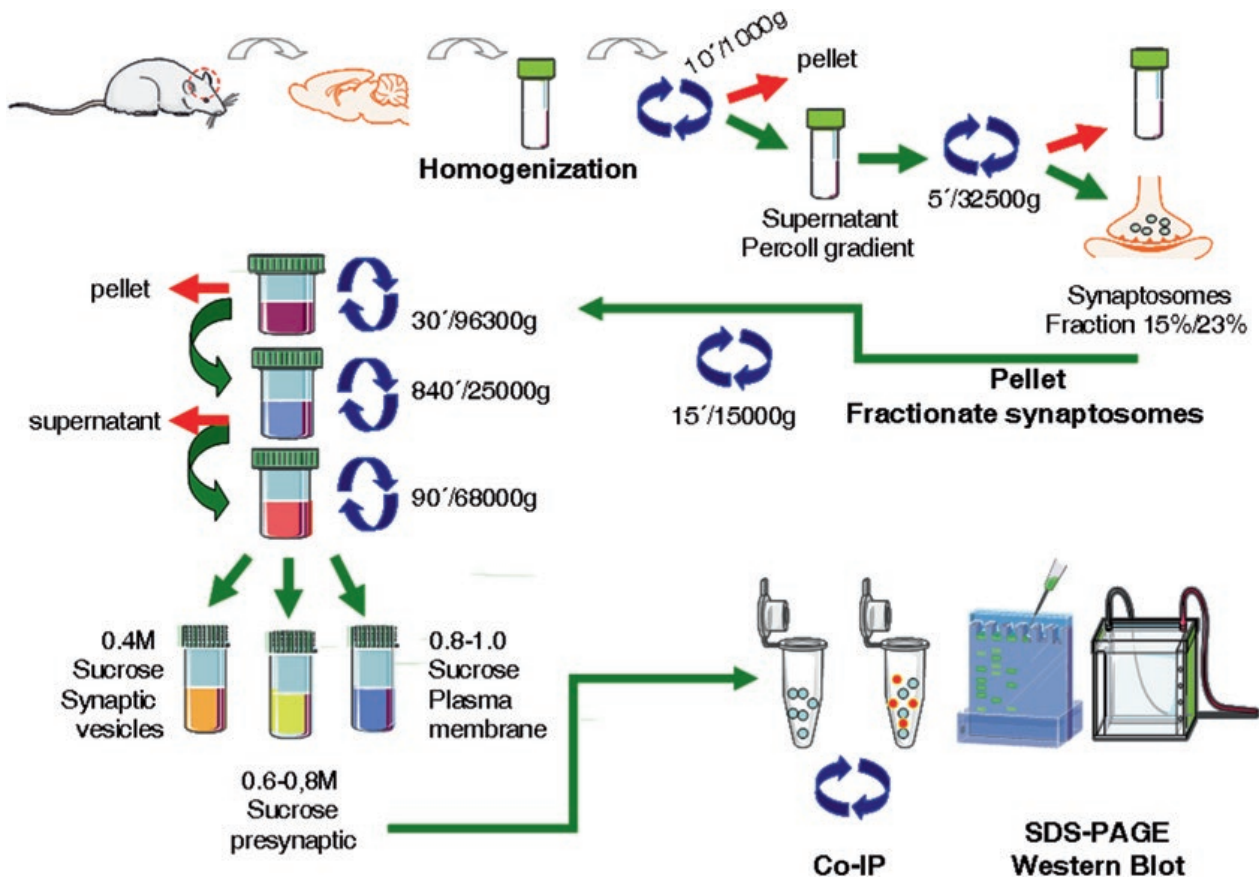 10´/1000g
pellet
Homogenization
Supernatant
Percoll gradient
5´/32500g
Synaptosomes
Fraction 15%/23%
Pellet
Fractionate synaptosomes
15´/15000g
pellet
30´/96300g
840´/25000g
supernatant
90´/68000g
0.4M
Sucrose
Synaptic
vesicles
0.8-1.0
Sucrose
Plasma
membrane
0.6-0,8M
Sucrose
presynaptic
Co-IP
SDS-PAGE
Western Blot